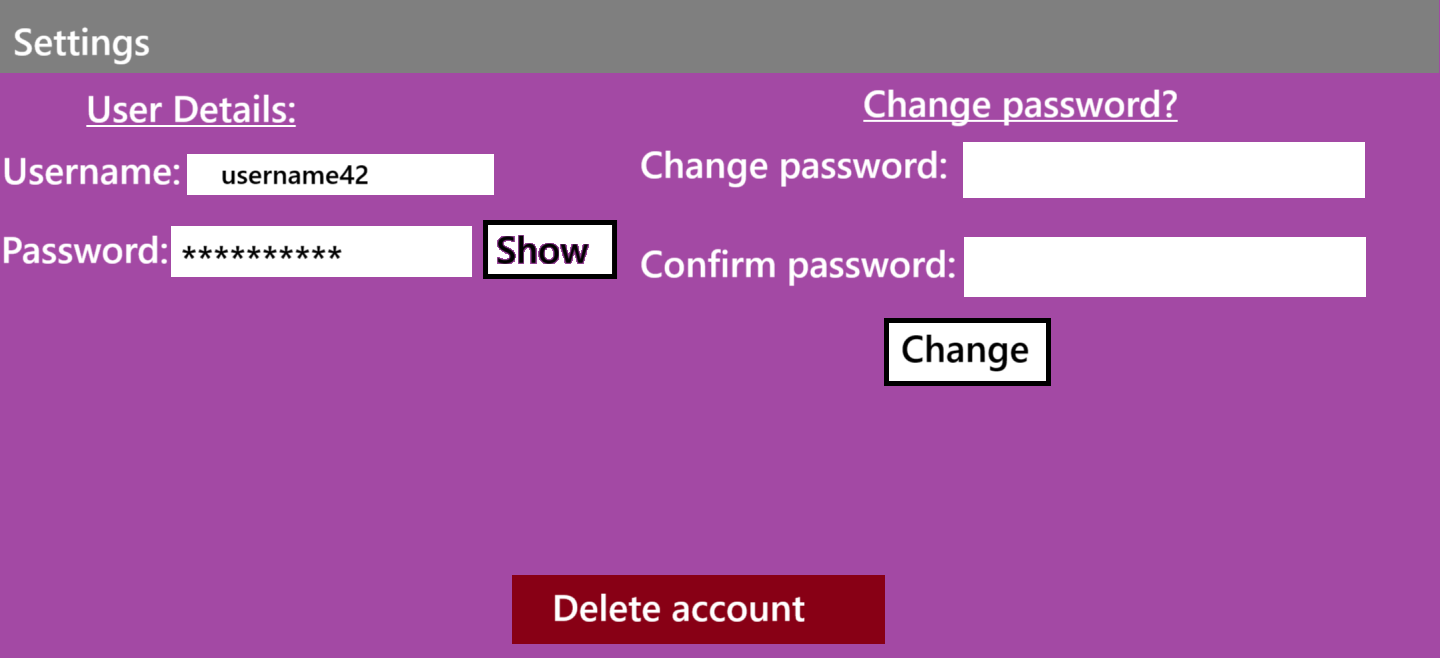 Settings
User Details:
Username: username42
Password: ********** Show
Change password?
Change password:
Confirm password:
Change
Delete account